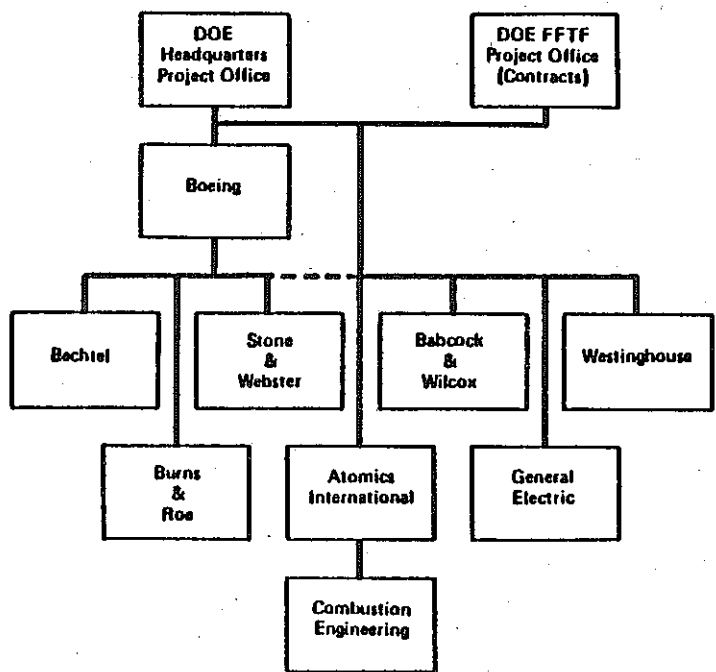 DOE
Headquarters
Project Office
DOE FFTF
Project Office
(Contracts)
Boeing
Bechtel
Stone
&
Webster
Babcock
&
Wilcox
Westinghouse
Burns
&
Roe
Atomics
International
General
Electric
Combustion
Engineering